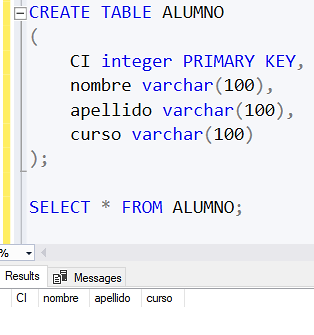 CREATE TABLE ALUMNO
(
CI integer PRIMARY KEY,
nombre varchar(100),
apellido varchar(100),
curso varchar(100)
);
SELECT * FROM ALUMNO;
%
Results Messages
CI nombre apellido curso